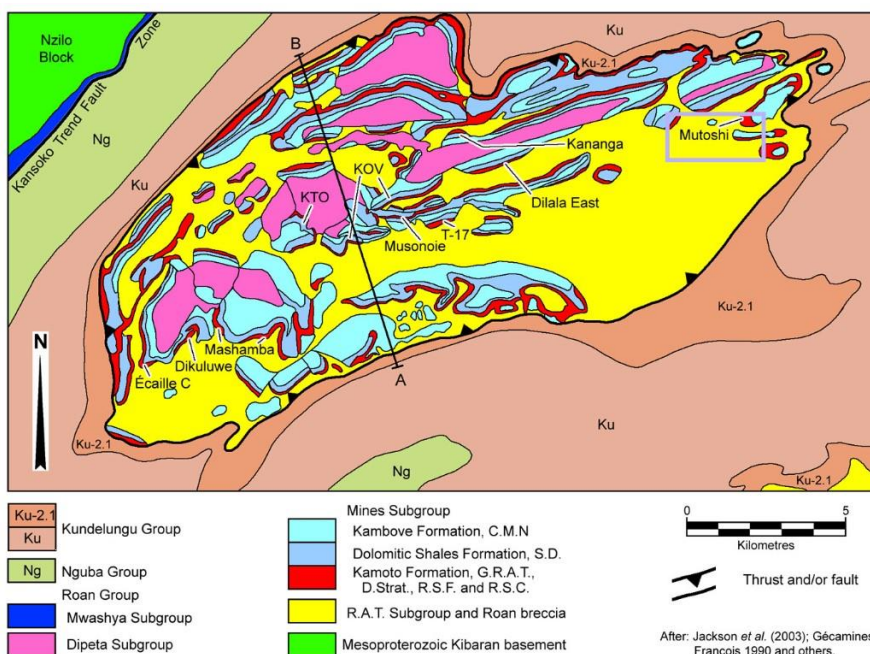 Nzilo
Block
Kansoko Trend Fault Zone
Ng
Ku
B
Ku
Ku-2.1
Mutoshi
Kananga
KOV
KTO
Dilala East
Musonoie
T-17
Mashamba
Dikuluwe
Écaille C
A
Ku-2.1
N
Ku-2.1
Ng
Ku
Ku-2.1
Ku-2.1
Ku
Kundelungu Group
Ng
Nguba Group
Roan Group
Mwashya Subgroup
Dipeta Subgroup
Mines Subgroup
Kambove Formation, C.M.N
Dolomitic Shales Formation, S.D.
Kamoto Formation, G.R.A.T.,
D.Strat., R.S.F. and R.S.C.
R.A.T. Subgroup and Roan breccia
Mesoproterozoic Kibaran basement
0 5
Kilometres
Thrust and/or fault
After: Jackson et al. (2003); Gécamines
François 1990 and others.